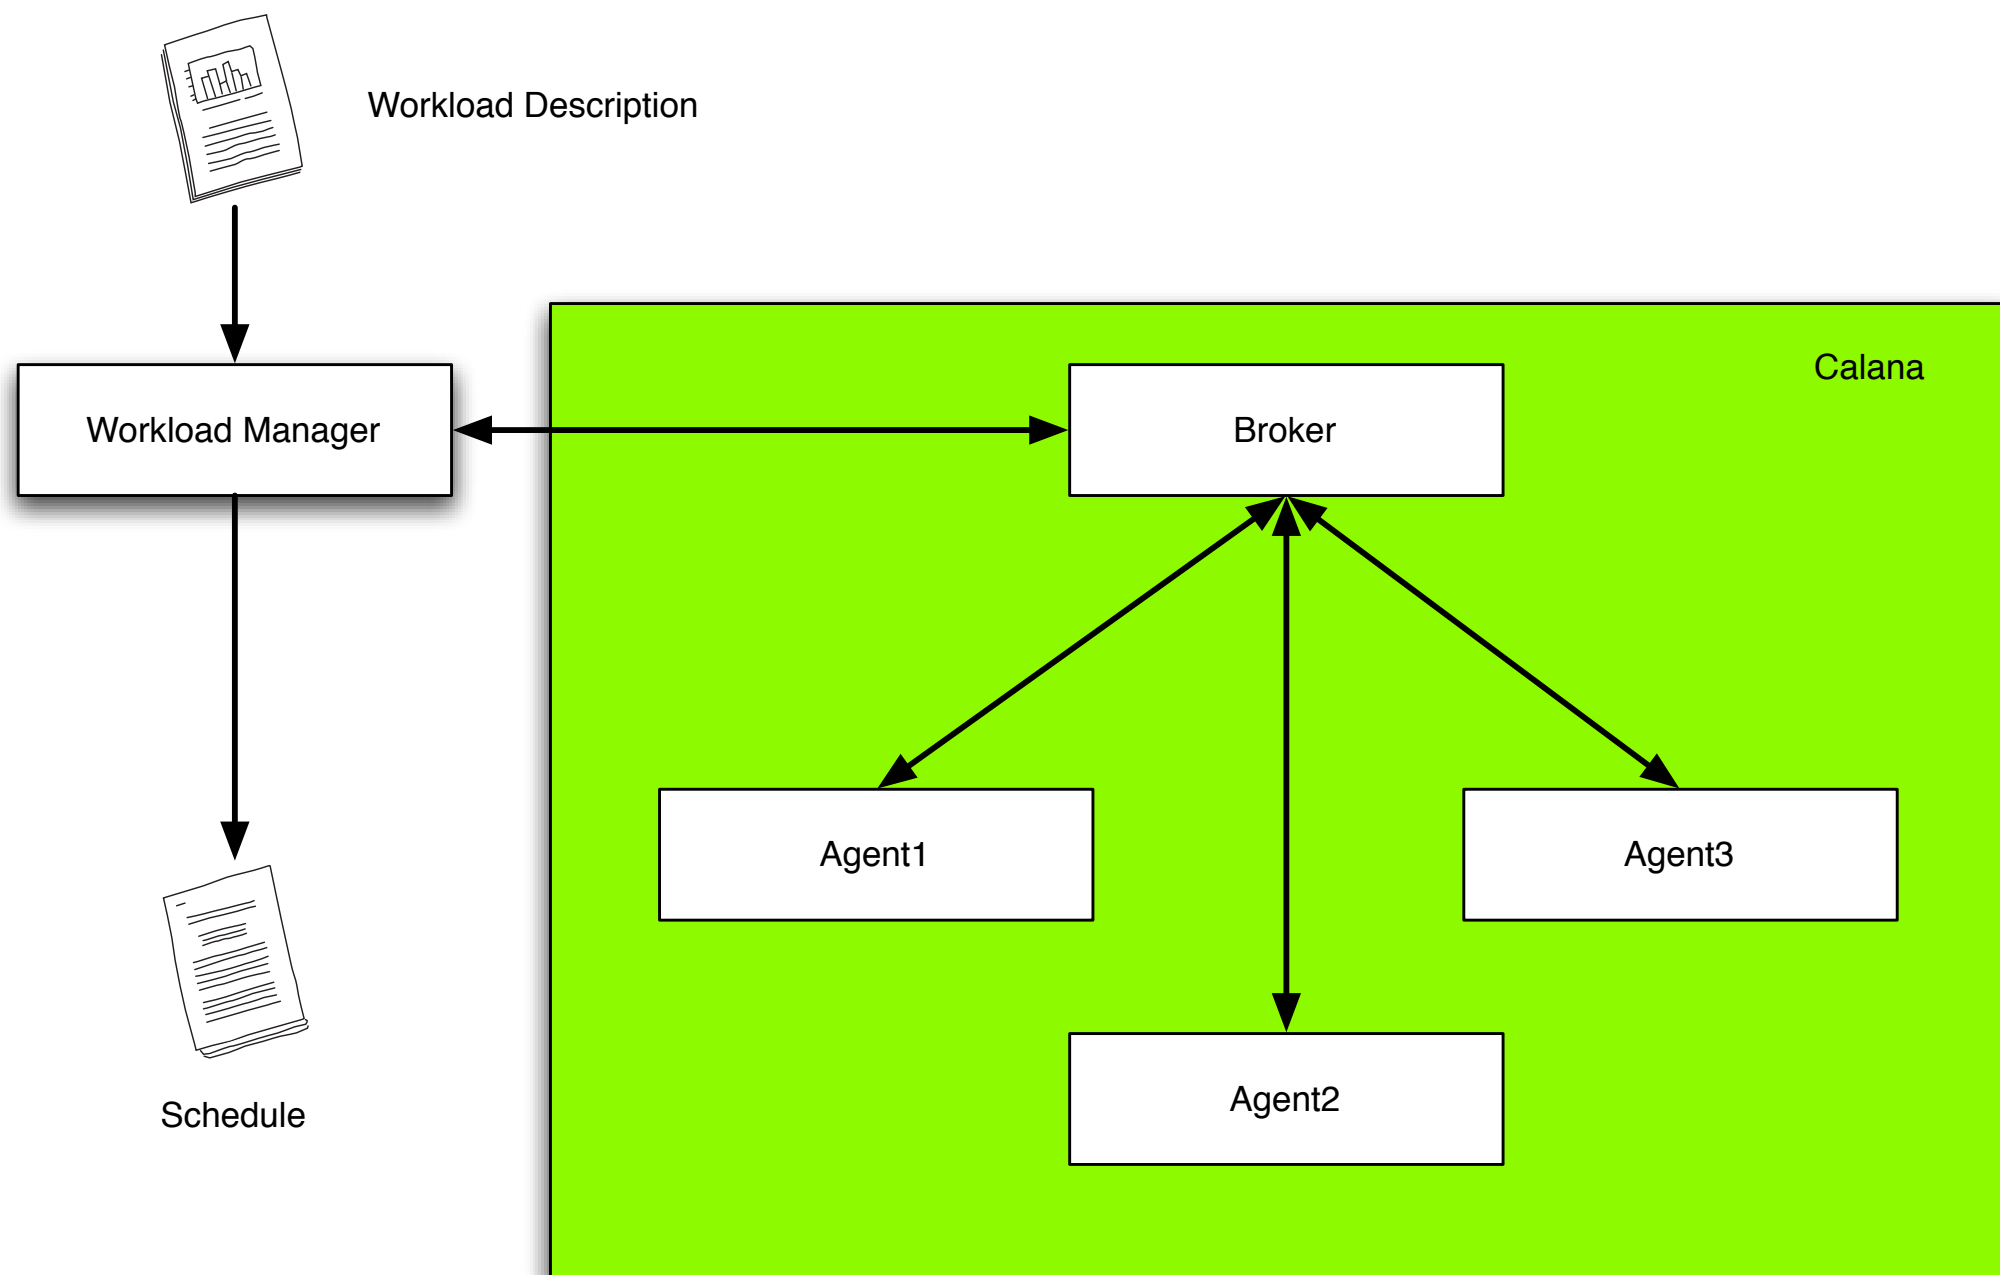 Workload Description
Calana
Workload Manager
Broker
Agent1
Agent3
Agent2
Schedule